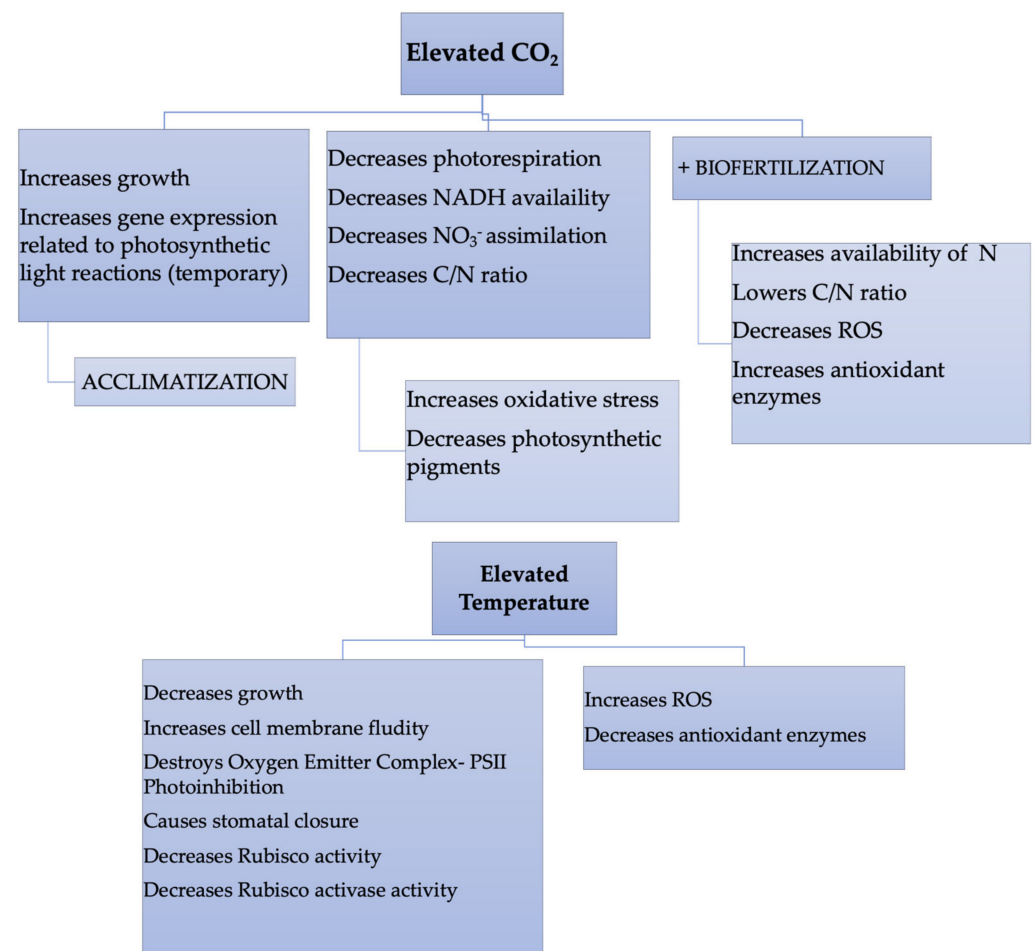 Elevated CO₂
Increases growth
Increases gene expression
related to photosynthetic
light reactions (temporary)
ACCLIMATIZATION
Decreases photorespiration
Decreases NADH availaility
Decreases NO₃⁻ assimilation
Decreases C/N ratio
Increases oxidative stress
Decreases photosynthetic
pigments
+ BIOFERTILIZATION
Increases availability of N
Lowers C/N ratio
Decreases ROS
Increases antioxidant
enzymes
Elevated
Temperature
Decreases growth
Increases cell membrane fludity
Destroys Oxygen Emitter Complex- PSII
Photoinhibition
Causes stomatal closure
Decreases Rubisco activity
Decreases Rubisco activase activity
Increases ROS
Decreases antioxidant enzymes